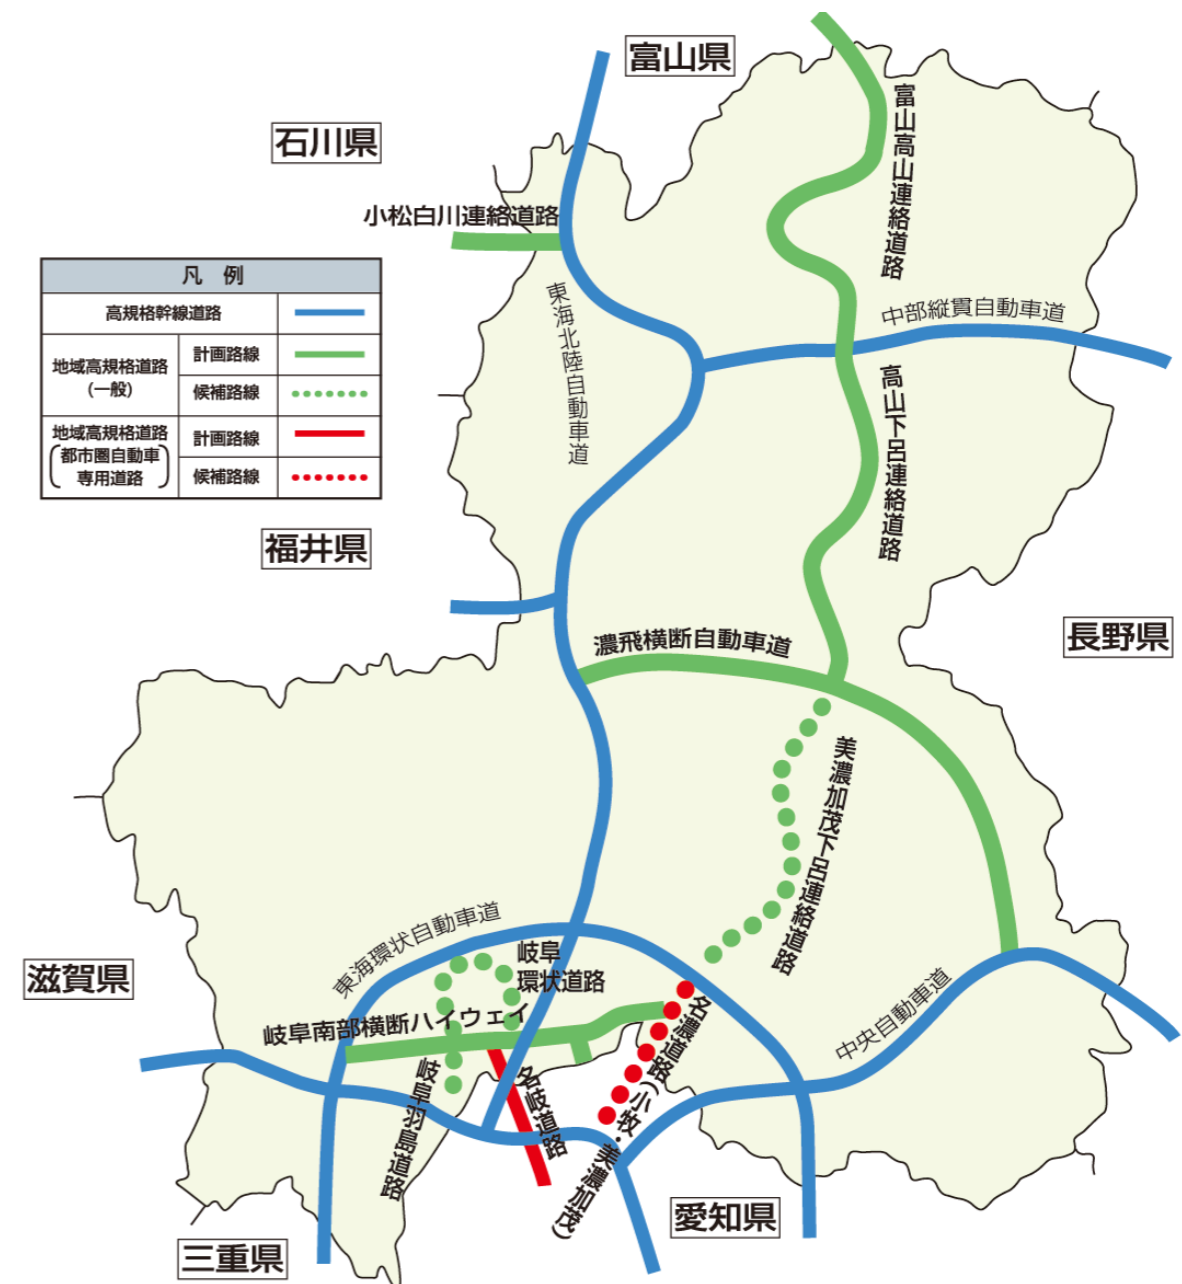 富山県
石川県
富山高山連絡道路
小松白川連絡道路
凡 例
高規格幹線道路
地域高規格道路
(一般)
計画路線
候補路線
地域高規格道路
(都市圏自動車
専用道路)
計画路線
候補路線
東海北陸自動車道
中部縦貫自動車道
高山下呂連絡道路
福井県
長野県
濃飛横断自動車道
美濃加茂下呂連絡道路
東海環状自動車道
岐阜
環状道路
滋賀県
岐阜南部横断ハイウェイ
名濃道路(小牧・美濃加茂)
中央自動車道
岐阜羽島道路
名岐道路
愛知県
三重県